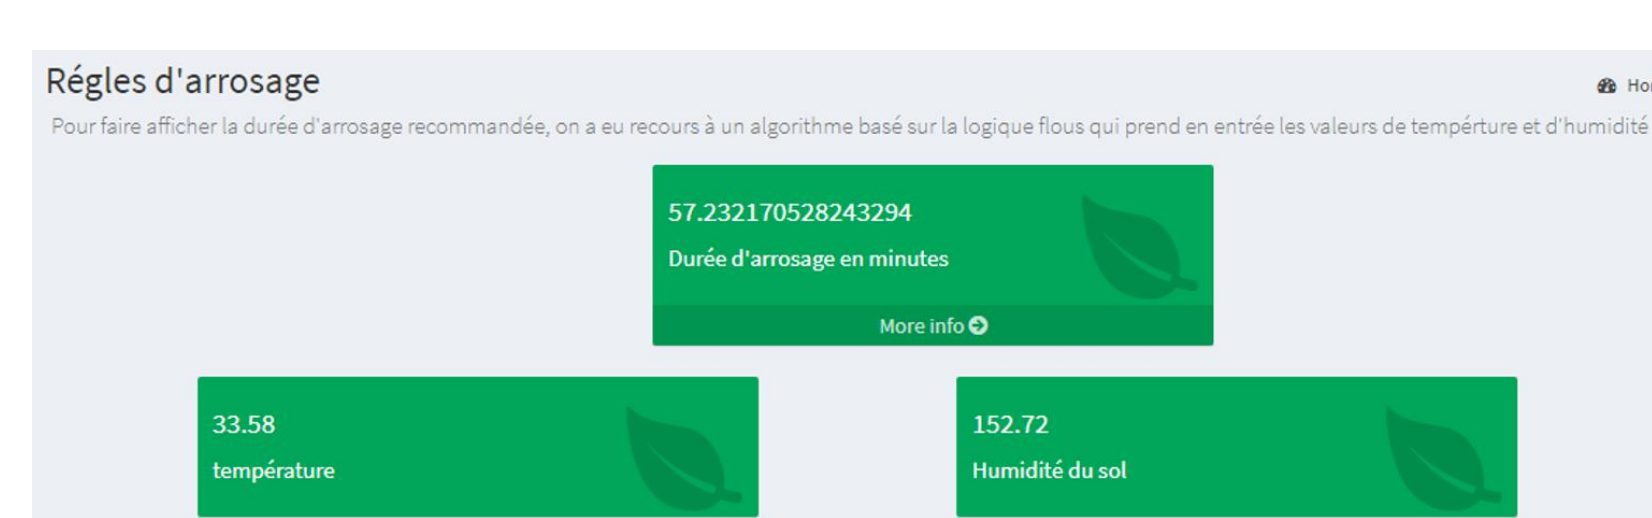 Régles d'arrosage
Pour faire afficher la durée d'arrosage recommandée, on a eu recours à un algorithme basé sur la logique flous qui prend en entrée les valeurs de tempérture et d'humidité
57.232170528243294
Durée d'arrosage en minutes
More info
33.58
température
152.72
Humidité du sol